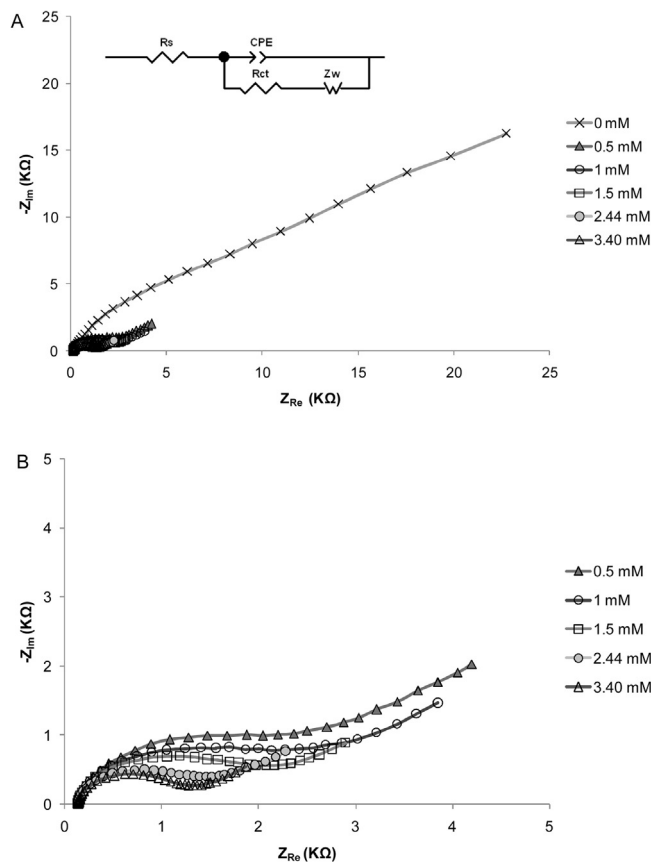 A
Rs
CPE
Rct
Zw
20
15
10
5
0
-ZIm (KΩ)
0 5 10 15 20 25
ZRe (KΩ)
0 mM
0.5 mM
1 mM
1.5 mM
2.44 mM
3.40 mM
B
5
4
3
2
1
0
-ZIm (KΩ)
0 1 2 3 4 5
ZRe (KΩ)
0.5 mM
1 mM
1.5 mM
2.44 mM
3.40 mM